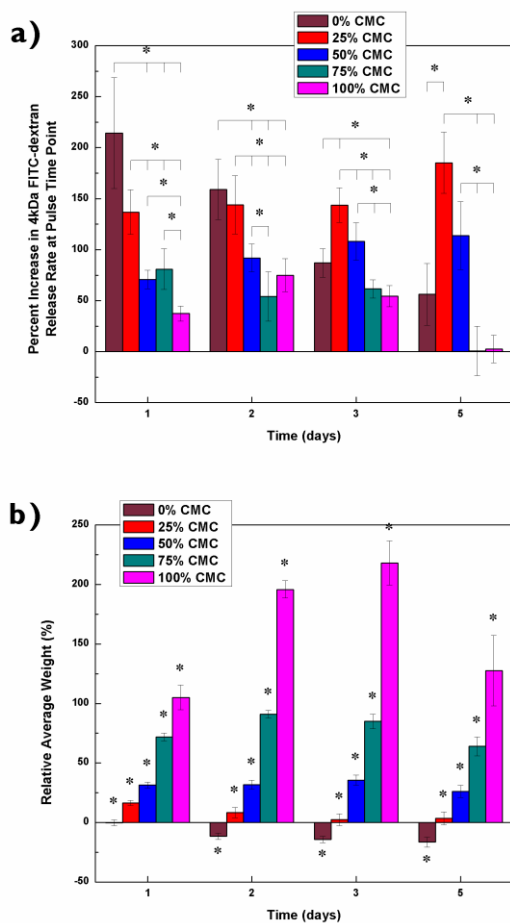 a)
0% CMC
25% CMC
50% CMC
75% CMC
100% CMC
Percent Increase in 4kDa FITC-dextran
Release Rate at Pulse Time Point
300
250
200
150
100
50
0
-50
* * * * * * * * * * * * *
1 2 3 5
Time (days)
b)
0% CMC
25% CMC
50% CMC
75% CMC
100% CMC
Relative Average Weight (%)
250
200
150
100
50
0
-50
* * * * * * * * * * * * * * * * * * * *
1 2 3 5
Time (days)